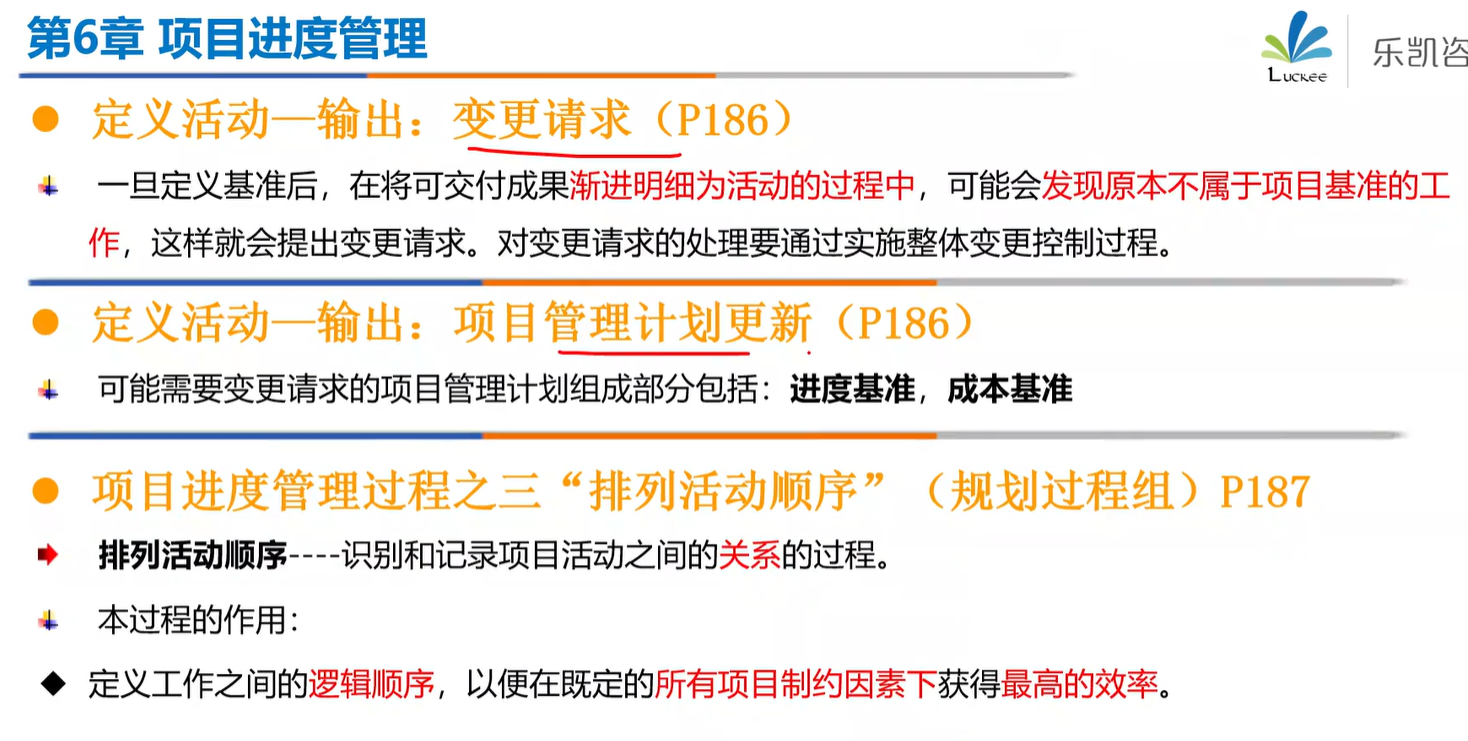 第6章 项目进度管理
Luckee
乐凯咨
定义活动—输出：变更请求（P186）
一旦定义基准后，在将可交付成果渐进明细为活动的过程中，可能会发现原本不属于项目基准的工
作，这样就会提出变更请求。对变更请求的处理要通过实施整体变更控制过程。
定义活动—输出：项目管理计划更新（P186）
可能需要变更请求的项目管理计划组成部分包括：进度基准，成本基准
项目进度管理过程之三“排列活动顺序”（规划过程组）P187
排列活动顺序----识别和记录项目活动之间的关系的过程。
本过程的作用：
定义工作之间的逻辑顺序，以便在既定的所有项目制约因素下获得最高的效率。